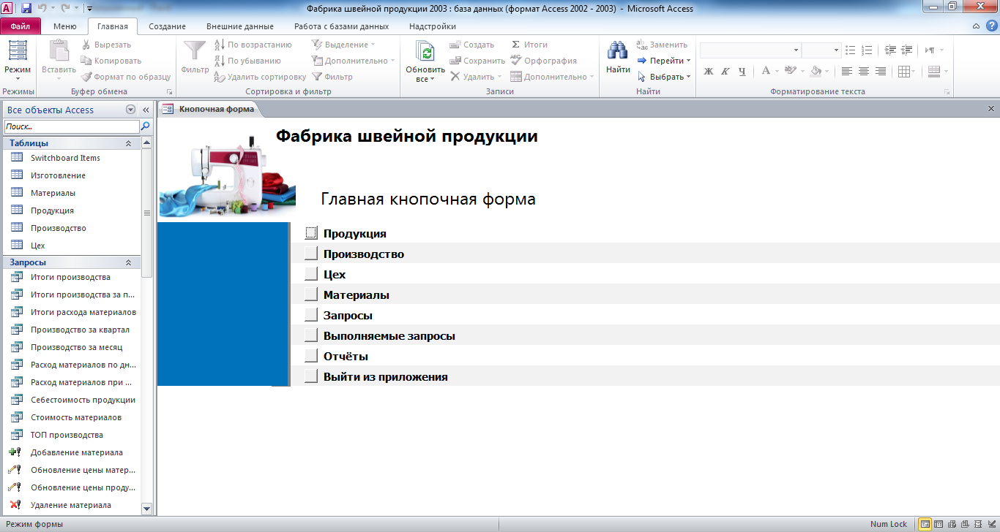 Фабрика швейной продукции 2003 : база данных (формат Access 2002 - 2003) - Microsoft Access
Файл Меню Главная Создание Внешние данные Работа с базами данных Надстройки
Режим
Режимы
Вставить
Вырезать
Копировать
Формат по образцу
Буфер обмена
Фильтр
По возрастанию
По убыванию
Удалить сортировку
Выделение
Дополнительно
Фильтр
Сортировка и фильтр
Обновить
все
Создать
Сохранить
Удалить
Итоги
Орфография
Дополнительно
Записи
Найти
Заменить
Перейти
Выбрать
Найти
Ж К Ч А
Форматирование текста
Все объекты Access
Поиск...
Таблицы
Switchboard Items
Изготовление
Материалы
Продукция
Производство
Цех
Запросы
Итоги производства
Итоги производства за п...
Итоги расхода материалов
Производство за квартал
Производство за месяц
Расход материалов по дн...
Расход материалов при ...
Себестоимость продукции
Стоимость материалов
ТОП производства
Добавление материала
Обновление цены матер...
Обновление цены проду...
Удаление материала
Кнопочная форма
Фабрика швейной продукции
Главная кнопочная форма
Продукция
Производство
Цех
Материалы
Запросы
Выполняемые запросы
Отчёты
Выйти из приложения
Режим формы
Num Lock